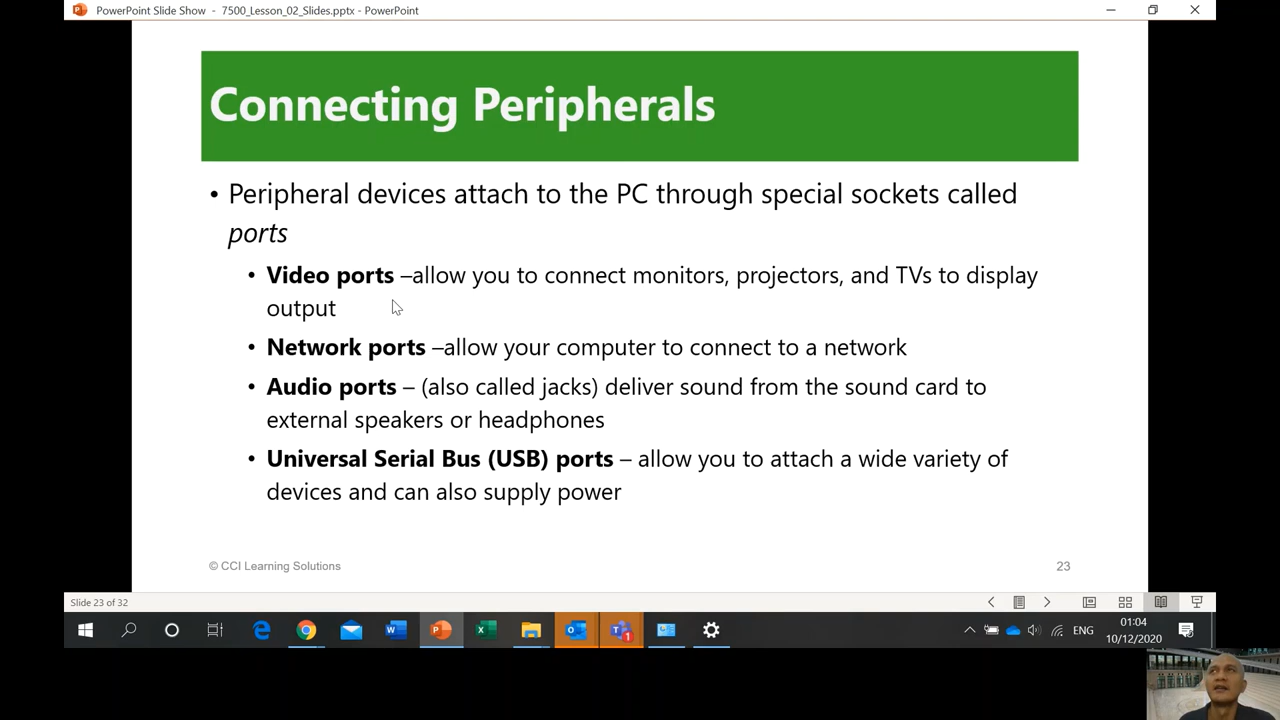 PowerPoint Slide Show - 7500_Lesson_02_Slides.pptx - PowerPoint
Connecting Peripherals
• Peripheral devices attach to the PC through special sockets called
ports
• Video ports –allow you to connect monitors, projectors, and TVs to display
output
• Network ports –allow your computer to connect to a network
• Audio ports – (also called jacks) deliver sound from the sound card to
external speakers or headphones
• Universal Serial Bus (USB) ports – allow you to attach a wide variety of
devices and can also supply power
© CCI Learning Solutions
23
Slide 23 of 32
ENG
01:04
10/12/2020